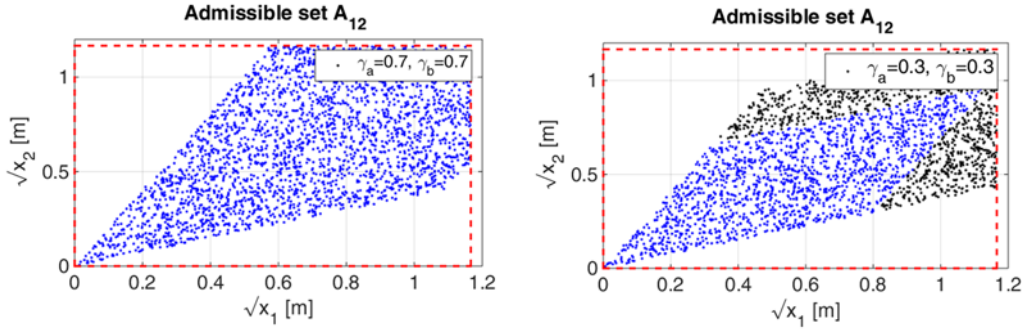 Admissible set A12
γa=0.7, γb=0.7
√x2 [m]
1
0.5
0
0 0.2 0.4 0.6 0.8 1 1.2
√x1 [m]
Admissible set A12
γa=0.3, γb=0.3
√x2 [m]
1
0.5
0
0 0.2 0.4 0.6 0.8 1 1.2
√x1 [m]